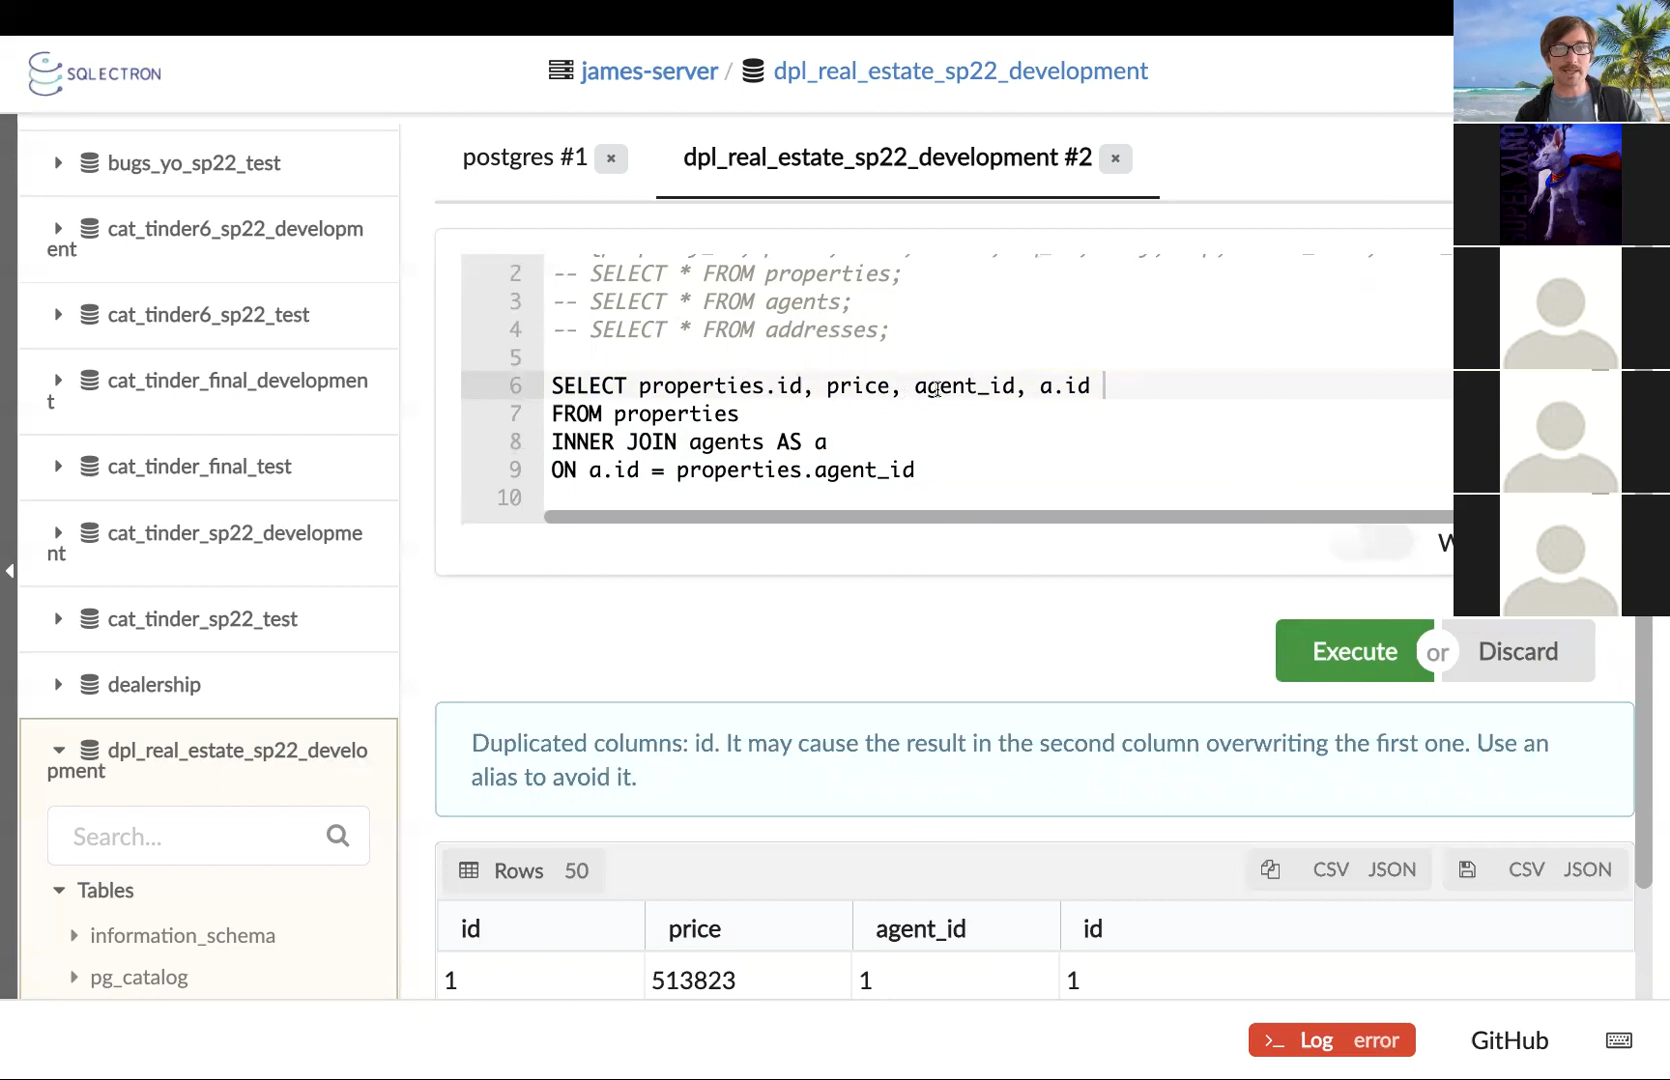 SQLECTRON
james-server / dpl_real_estate_sp22_development
bugs_yo_sp22_test
cat_tinder6_sp22_developm
ent
cat_tinder6_sp22_test
cat_tinder_final_developmen
t
cat_tinder_final_test
cat_tinder_sp22_developme
nt
cat_tinder_sp22_test
dealership
dpl_real_estate_sp22_develo
pment
Search...
Tables
information_schema
pg_catalog
postgres #1 ×
dpl_real_estate_sp22_development #2 ×
2 -- SELECT * FROM properties;
3 -- SELECT * FROM agents;
4 -- SELECT * FROM addresses;
5
6 SELECT properties.id, price, agent_id, a.id
7 FROM properties
8 INNER JOIN agents AS a
9 ON a.id = properties.agent_id
10
Execute or Discard
Duplicated columns: id. It may cause the result in the second column overwriting the first one. Use an
alias to avoid it.
Rows 50 CSV JSON CSV JSON
id price agent_id id
1 513823 1 1
>_ Log error GitHub